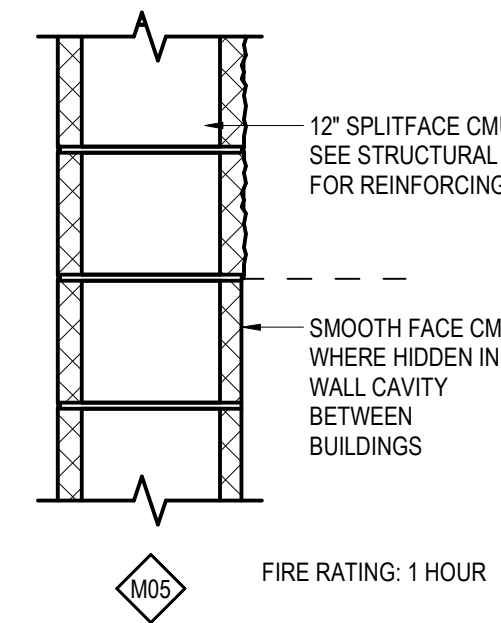 12" SPLITFACE CMU
SEE STRUCTURAL
FOR REINFORCING
SMOOTH FACE CM
WHERE HIDDEN IN
WALL CAVITY
BETWEEN
BUILDINGS
M05
FIRE RATING: 1 HOUR